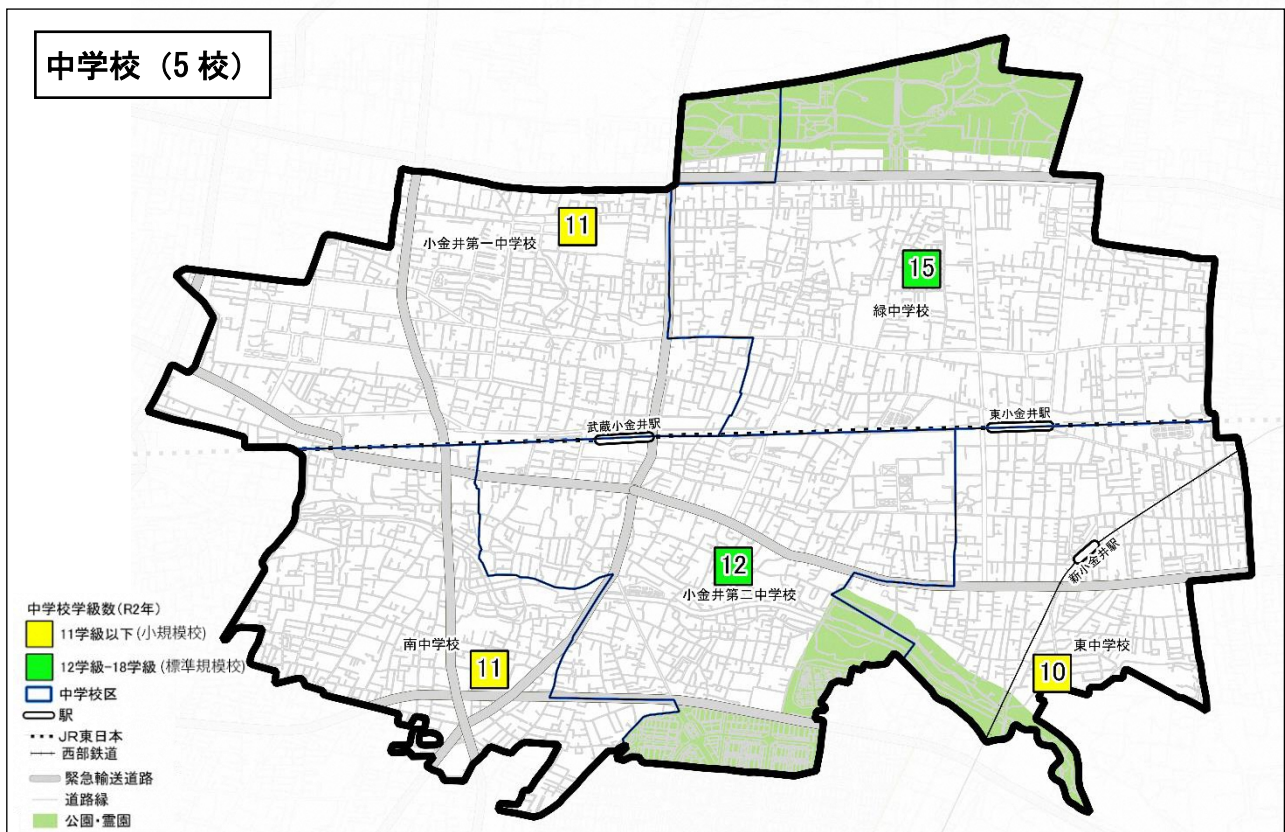 中学校（5校）
11
小金井第一中学校
15
緑中学校
武蔵小金井駅
東小金井駅
新小金井駅
12
小金井第二中学校
南中学校
11
東中学校
10
中学校学級数(R2年)
11学級以下(小規模校)
12学級-18学級(標準規模校)
中学校区
駅
JR東日本
西部鉄道
緊急輸送道路
道路縁
公園・霊園